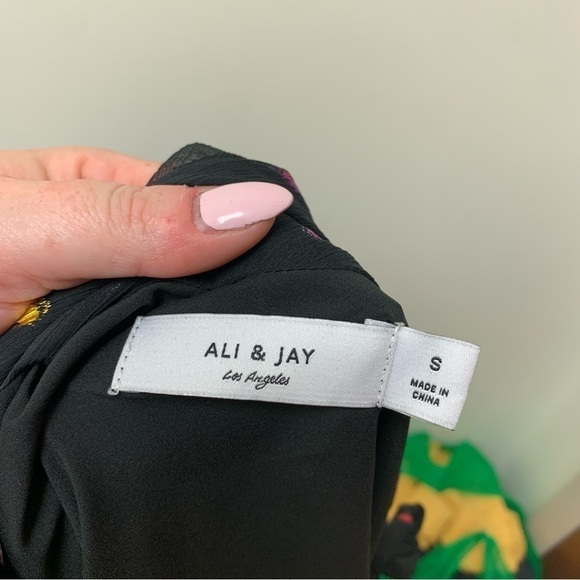 ALI & JAY
Los Angeles
S
MADE IN
CHINA